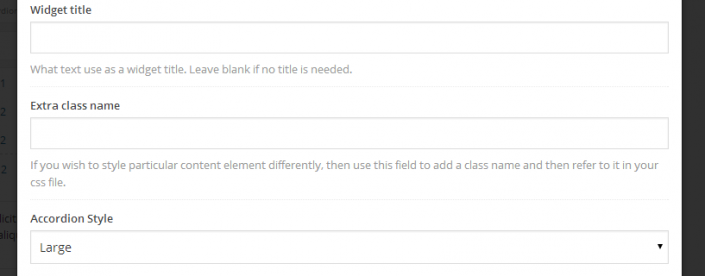 Widget title
What text use as a widget title. Leave blank if no title is needed.
Extra class name
If you wish to style particular content element differently, then use this field to add a class name and then refer to it in your
css file.
Accordion Style
Large